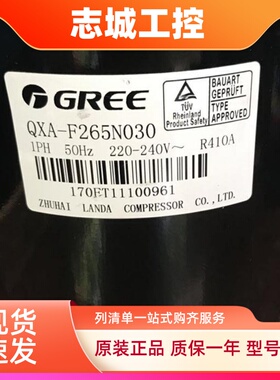 志城工控
GREE
TÜV
Rheinland
Product Safety
BAUART
GEPRÜFT
TYPE
APPROVED
QXA-F265N030
1PH 50Hz 220-240V～ R410A
170ET11100961
ZHUHAI LANDA COMPRESSOR CO.,LTD.
现货
速发
列清单一站式购齐服务
原装正品 质保一年 型号